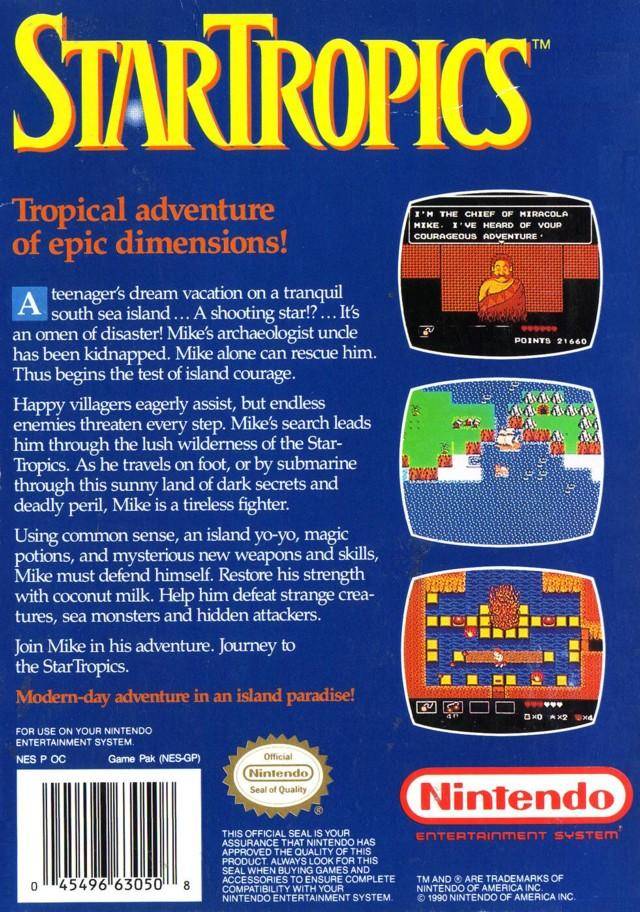 STARTROPICS™
Tropical adventure
of epic dimensions!
A teenager's dream vacation on a tranquil
south sea island ... A shooting star!? ... It's
an omen of disaster! Mike's archaeologist uncle
has been kidnapped. Mike alone can rescue him.
Thus begins the test of island courage.
Happy villagers eagerly assist, but endless
enemies threaten every step. Mike's search leads
him through the lush wilderness of the Star-
Tropics. As he travels on foot, or by submarine
through this sunny land of dark secrets and
deadly peril, Mike is a tireless fighter.
Using common sense, an island yo-yo, magic
potions, and mysterious new weapons and skills,
Mike must defend himself. Restore his strength
with coconut milk. Help him defeat strange crea-
tures, sea monsters and hidden attackers.
Join Mike in his adventure. Journey to
the StarTropics.
Modern-day adventure in an island paradise!
I'M THE CHIEF OF MIRACOLA
MIKE. I'VE HEARD OF YOUR
COURAGEOUS ADVENTURE.
POINTS 21660
×0 ×2 ×4
FOR USE ON YOUR NINTENDO
ENTERTAINMENT SYSTEM.
NES P OC Game Pak (NES-GP)
0 45496 63050 8
Official
Nintendo
Seal of Quality
®
THIS OFFICIAL SEAL IS YOUR
ASSURANCE THAT NINTENDO HAS
APPROVED THE QUALITY OF THIS
PRODUCT. ALWAYS LOOK FOR THIS
SEAL WHEN BUYING GAMES AND
ACCESSORIES TO ENSURE COMPLETE
COMPATIBILITY WITH YOUR
NINTENDO ENTERTAINMENT SYSTEM.
Nintendo®
ENTERTAINMENT SYSTEM™
TM AND ® ARE TRADEMARKS OF
NINTENDO OF AMERICA INC.
© 1990 NINTENDO OF AMERICA INC.